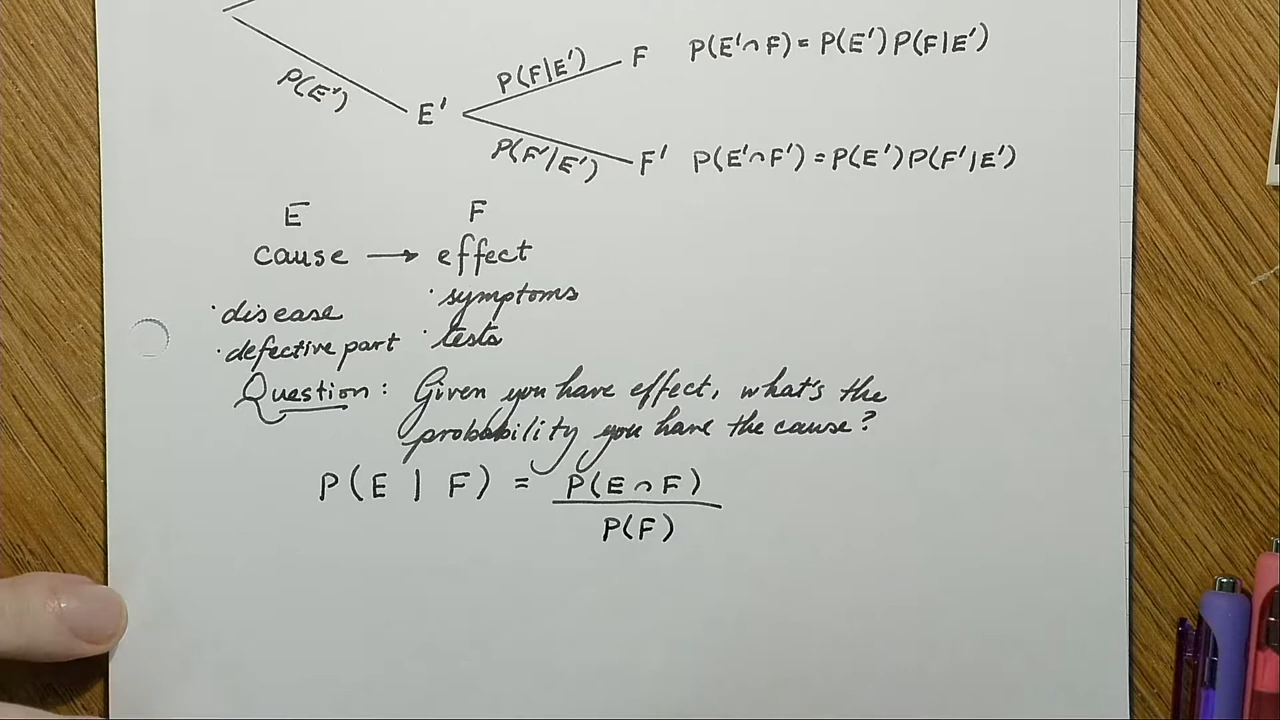 P(F|E') F P(E'∩F) = P(E')P(F|E')
P(E') E'
P(F'|E') F' P(E'∩F') = P(E')P(F'|E')
E F
cause → effect
· disease · symptoms
· defective part · tests
Question: Given you have effect, what's the
probability you have the cause?
P(E | F) = P(E∩F)
P(F)